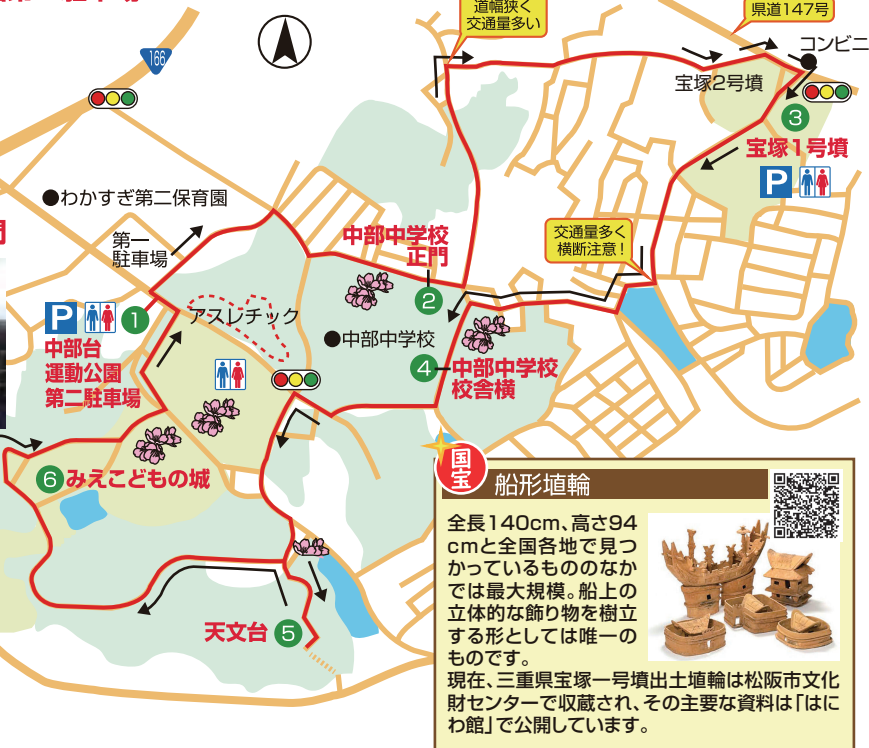 道幅狭く
交通量多い
県道147号
コンビニ
166
宝塚2号墳
3
宝塚1号墳
P
わかすぎ第二保育園
第一
駐車場
中部中学校
正門
2
交通量多く
横断注意!
P
1
アスレチック
中部台
運動公園
第二駐車場
中部中学校
4
中部中学校
校舎横
6
みえこどもの城
天文台
5
国宝
船形埴輪
全長140cm、高さ94
cmと全国各地で見つ
かっているもののなか
では最大規模。船上の
立体的な飾り物を樹立
する形としては唯一の
ものです。
現在、三重県宝塚一号墳出土埴輪は松阪市文化
財センターで収蔵され、その主要な資料は「はに
わ館」で公開しています。